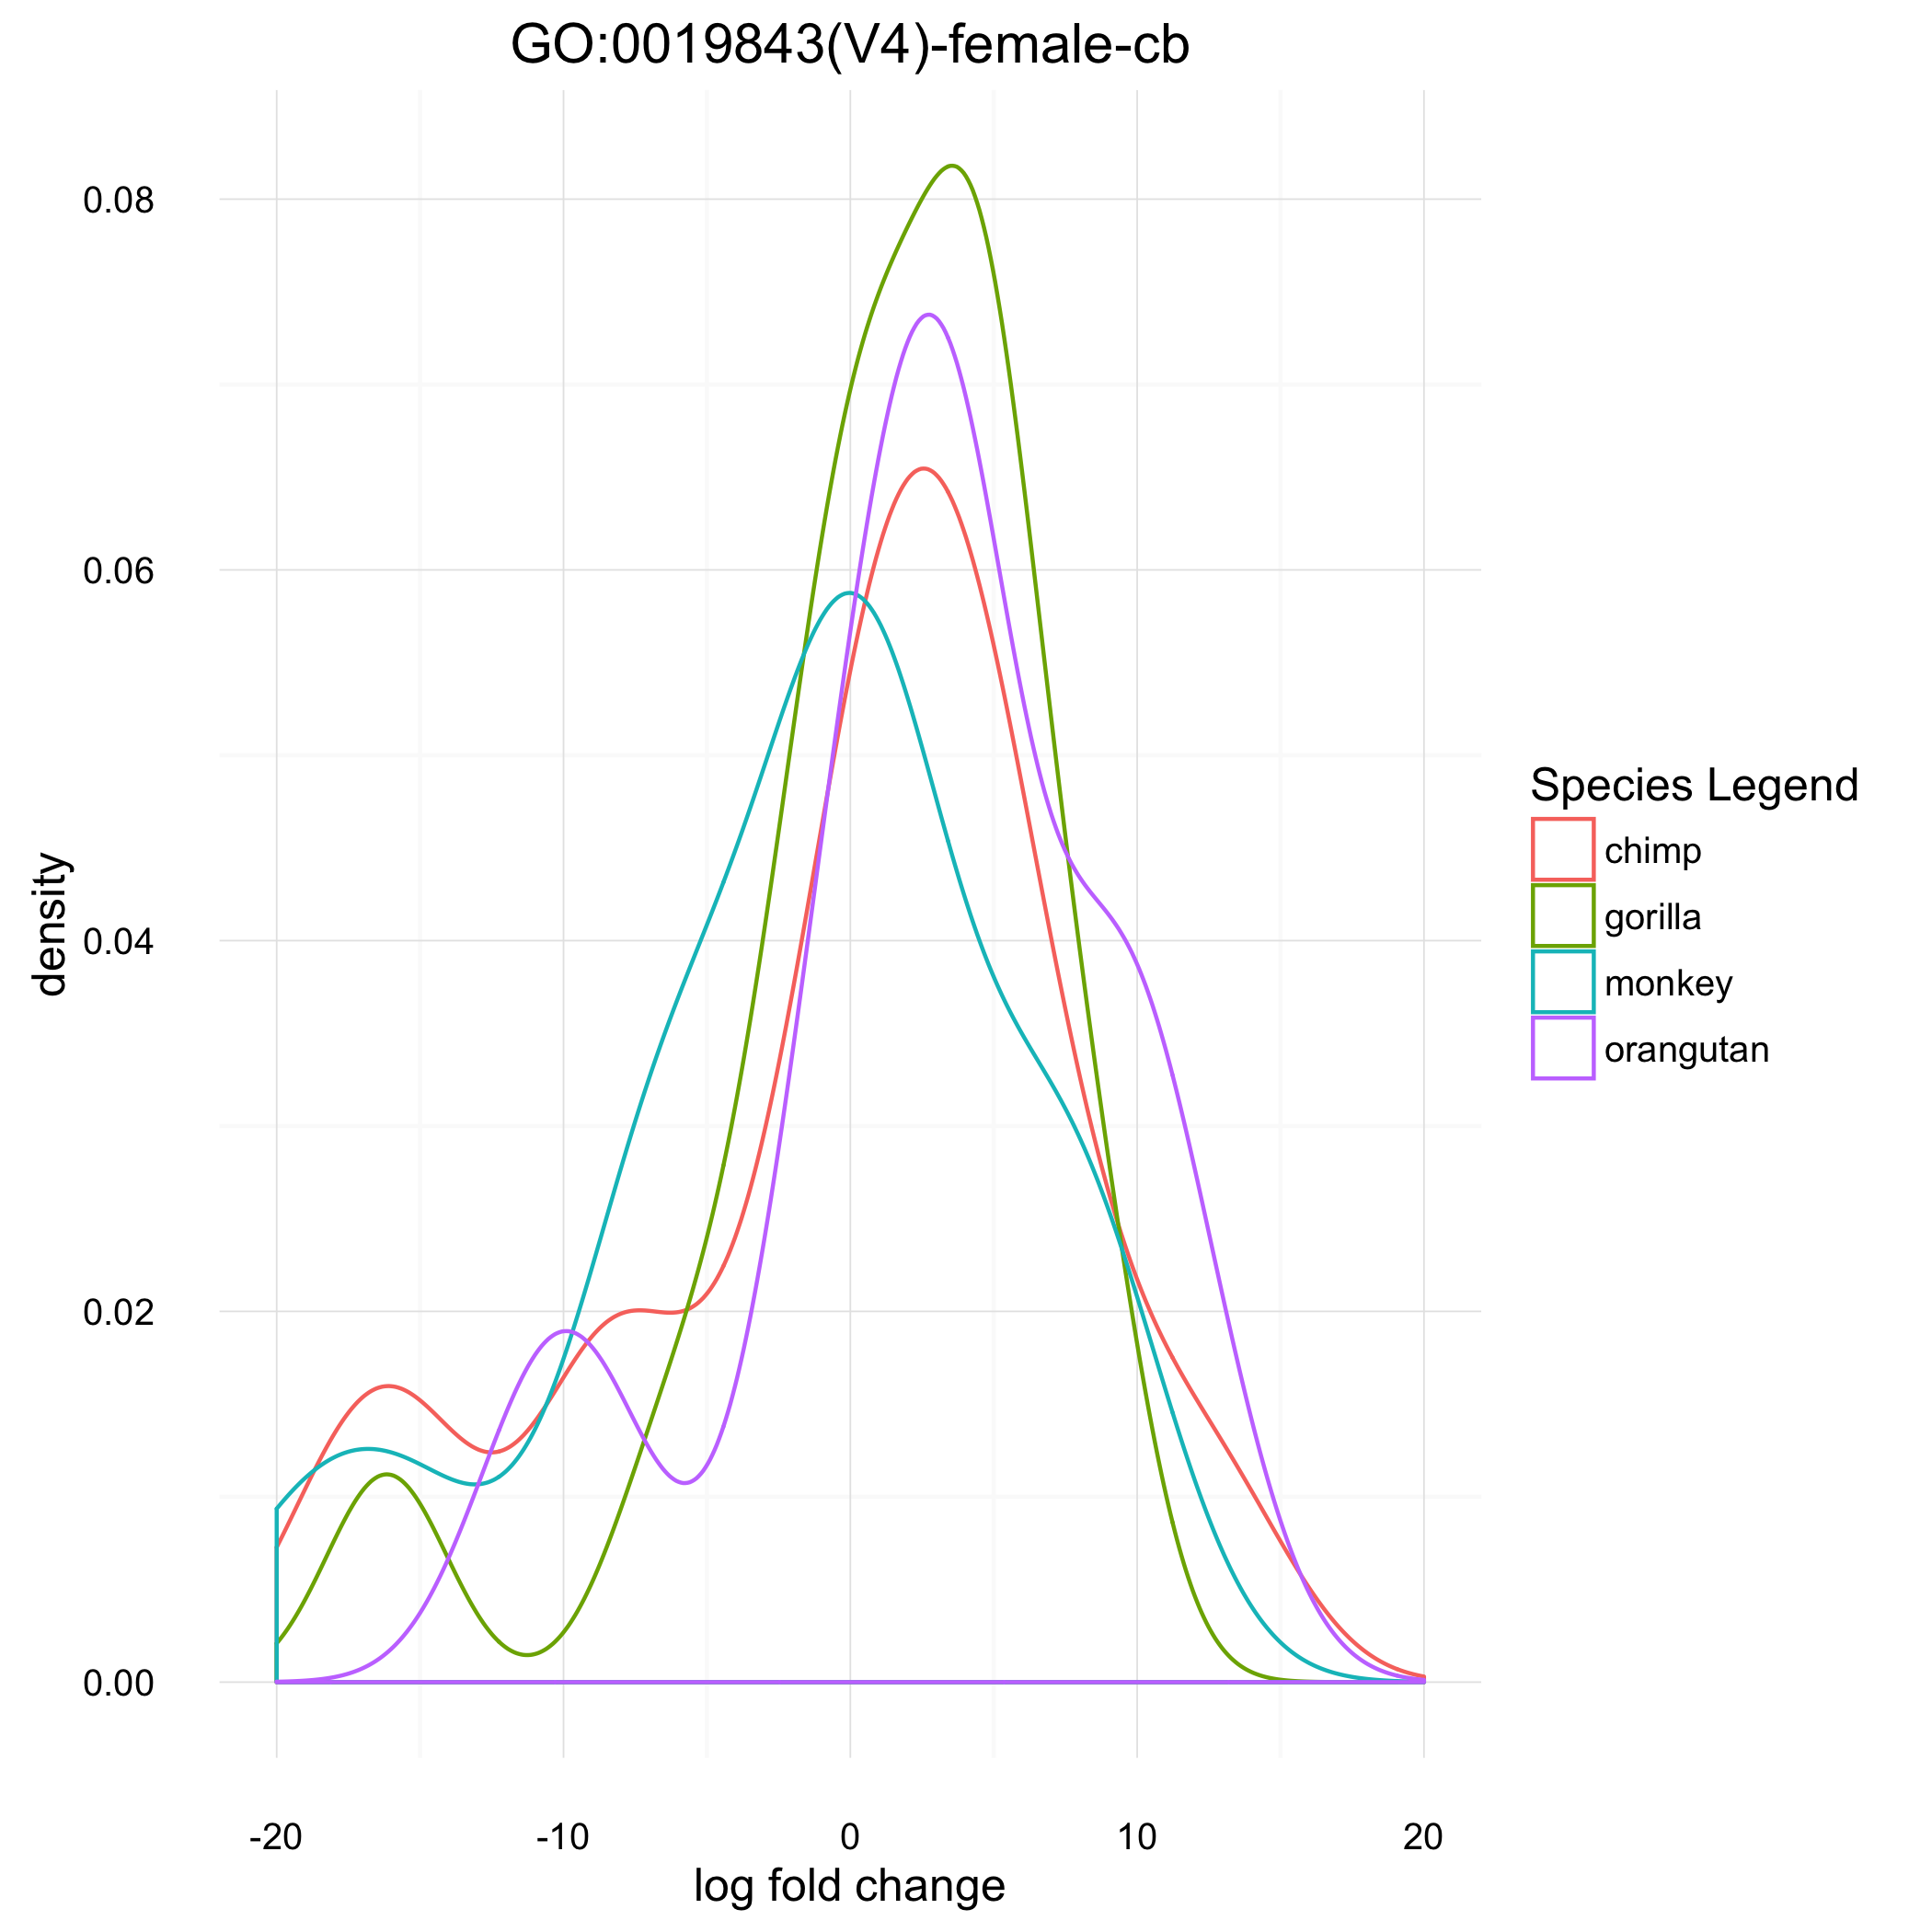 GO:0019843(V4)-female-cb
0.08
0.06
0.04
0.02
0.00
density
-20 -10 0 10 20
log fold change
Species Legend
chimp
gorilla
monkey
orangutan